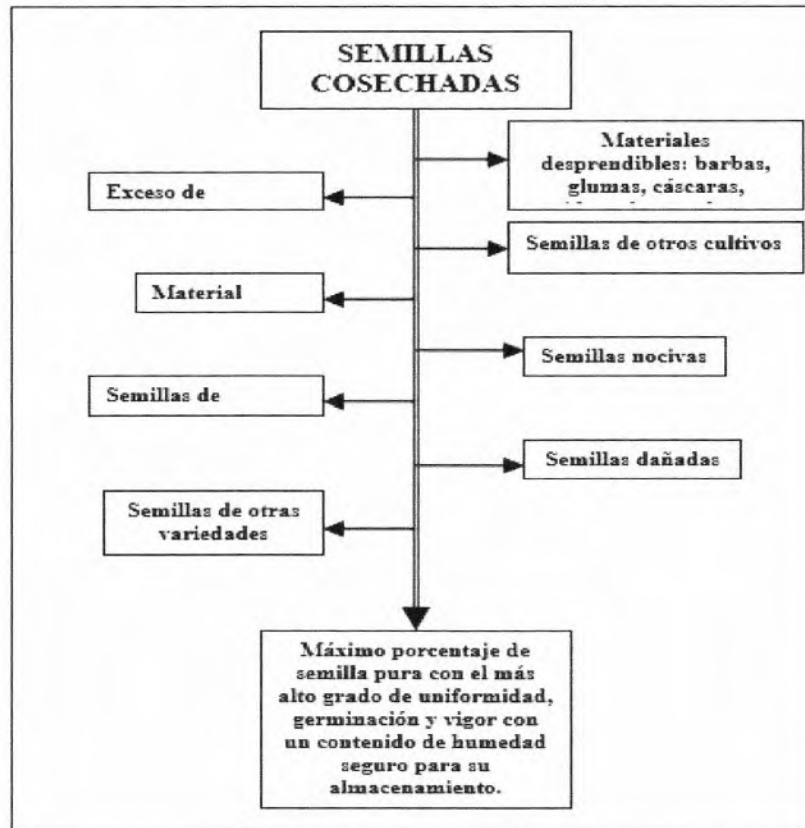 SEMILLAS
COSECHADAS
Materiales
desprendibles: barbas,
glumas, cáscaras,
Exceso de
Semillas de otros cultivos
Material
Semillas nocivas
Semillas de
Semillas dañadas
Semillas de otras
variedades
Máximo porcentaje de
semilla pura con el más
alto grado de uniformidad,
germinación y vigor con
un contenido de humedad
seguro para su
almacenamiento.